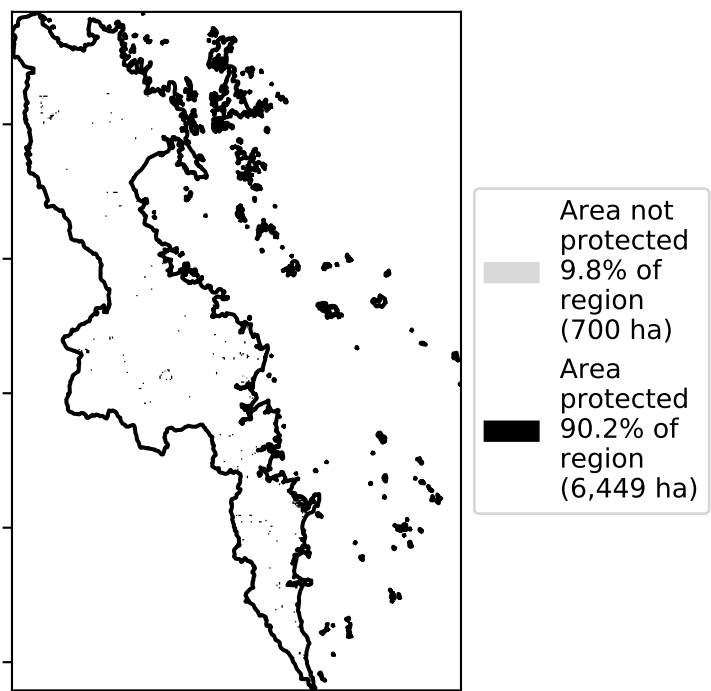 Area not
protected
9.8% of
region
(700 ha)
Area
protected
90.2% of
region
(6,449 ha)